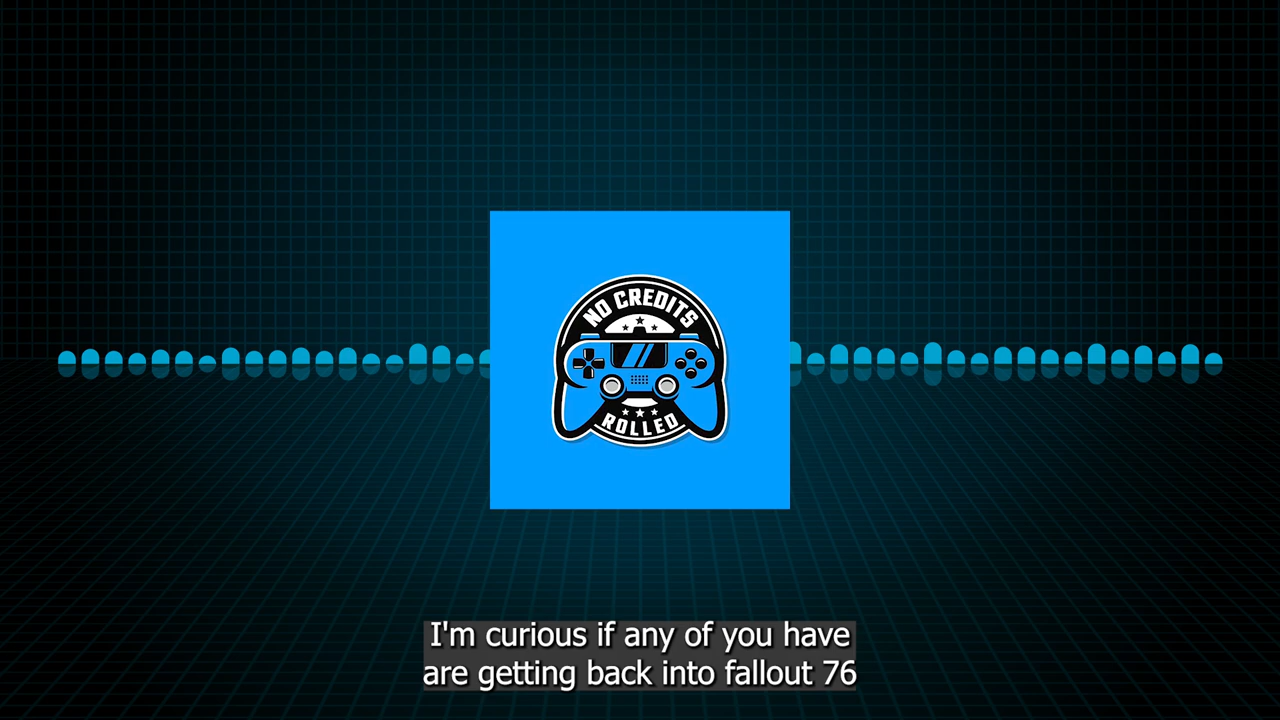 NO CREDITS
ROLLED
I'm curious if any of you have
are getting back into fallout 76